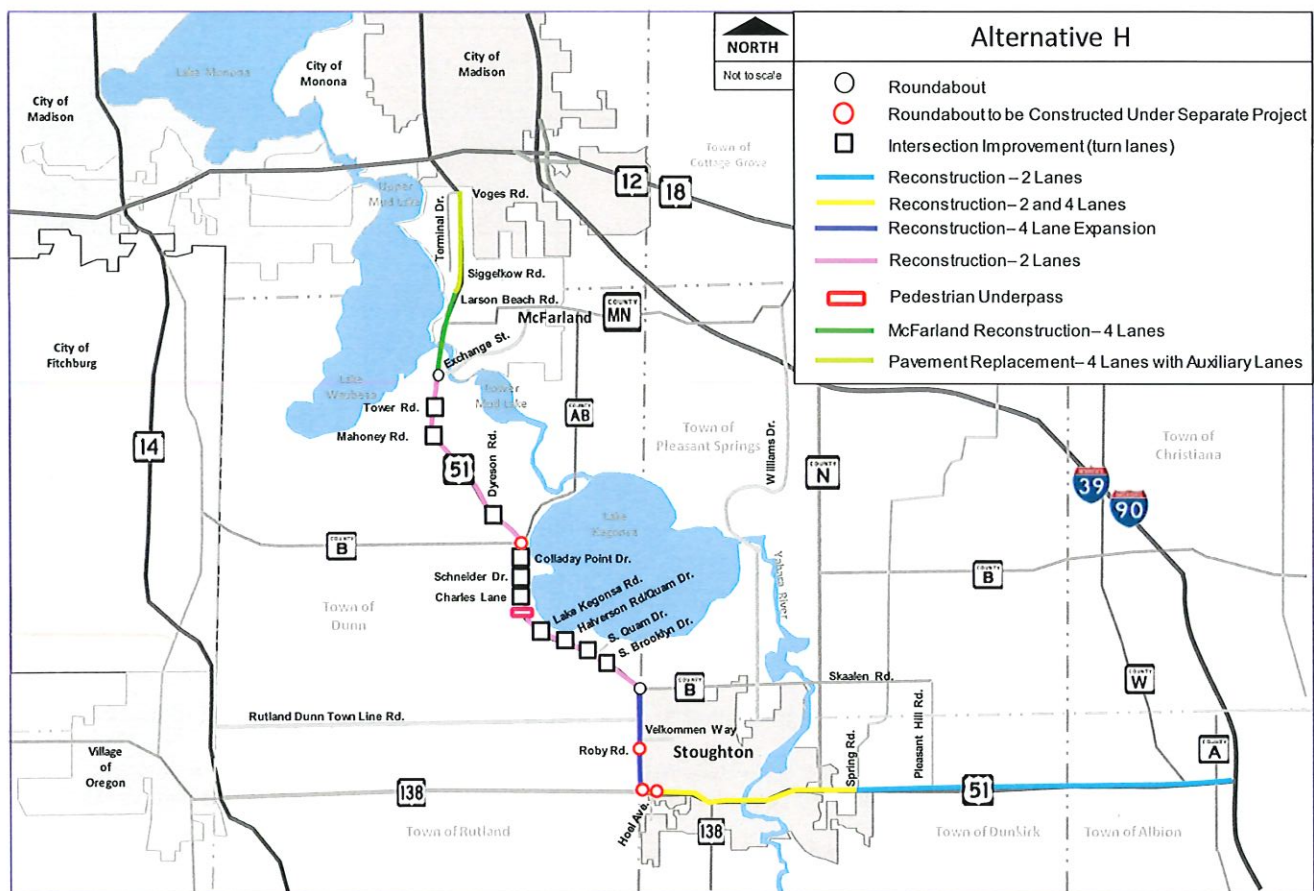 Alternative H
NORTH
Not to scale
Roundabout
Roundabout to be Constructed Under Separate Project
Intersection Improvement (turn lanes)
Reconstruction – 2 Lanes
Reconstruction – 2 and 4 Lanes
Reconstruction – 4 Lane Expansion
Reconstruction – 2 Lanes
Pedestrian Underpass
McFarland Reconstruction – 4 Lanes
Pavement Replacement – 4 Lanes with Auxiliary Lanes
Lake Monona
City of
Monona
City of
Madison
City of
Madison
Town of
Cottage Grove
12
18
Upper
Mud Lake
Voges Rd.
Terminal Dr.
Siggelkow Rd.
Larson Beach Rd.
McFarland
COUNTY
MN
City of
Fitchburg
Exchange St.
Lake
Waubesa
Lower
Mud Lake
Tower Rd.
Mahoney Rd.
COUNTY
AB
Town of
Pleasant Springs
Williams Dr.
Town of
Christiana
14
51
Dyreson Rd.
COUNTY
N
39
90
Lake
Kegonsa
COUNTY
B
Colladay Point Dr.
Schneider Dr.
Charles Lane
Yahara River
COUNTY
B
Town of
Dunn
Lake Kegonsa Rd.
Halverson Rd/Quam Dr.
S. Quam Dr.
S. Brooklyn Dr.
COUNTY
B
Skaalen Rd.
COUNTY
W
Rutland Dunn Town Line Rd.
Velkommen Way
Pleasant Hill Rd.
Village
of
Oregon
Roby Rd.
Stoughton
Spring Rd.
COUNTY
A
138
51
Hoel Ave.
138
Town of Rutland
Town of Dunkirk
Town of Albion